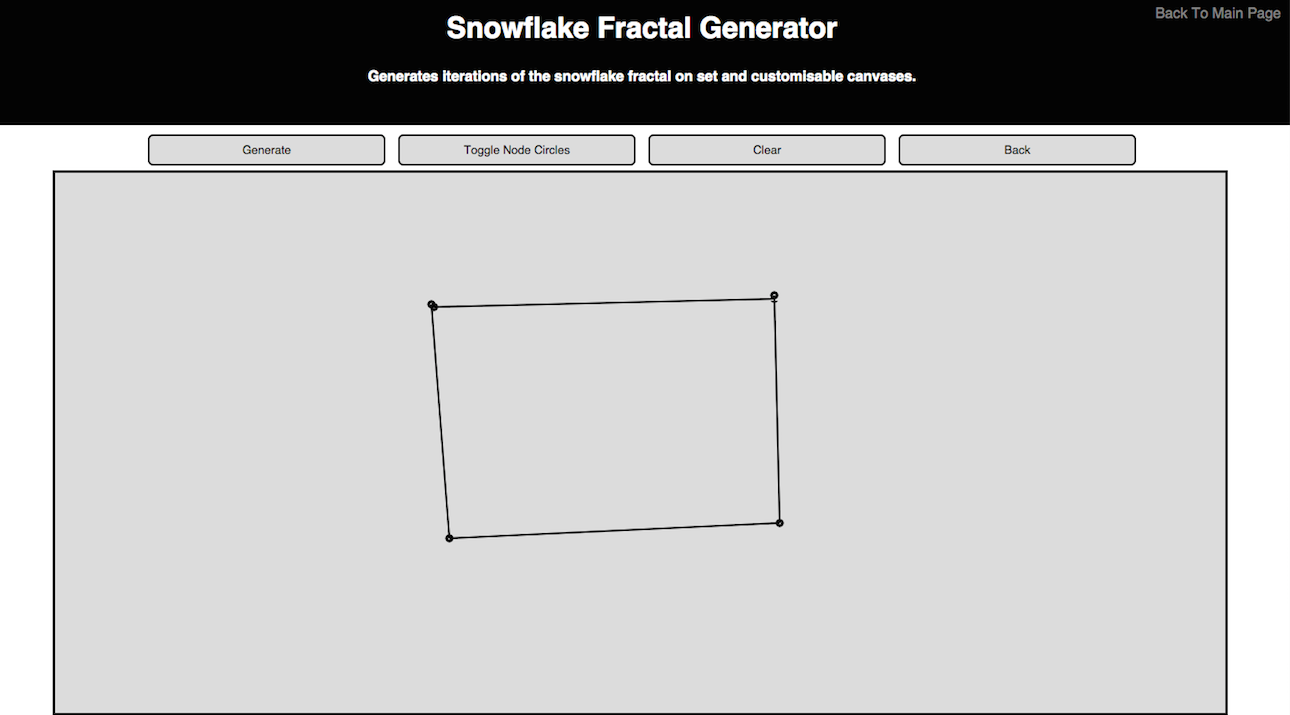 Back To Main Page
Snowflake Fractal Generator
Generates iterations of the snowflake fractal on set and customisable canvases.
Generate
Toggle Node Circles
Clear
Back